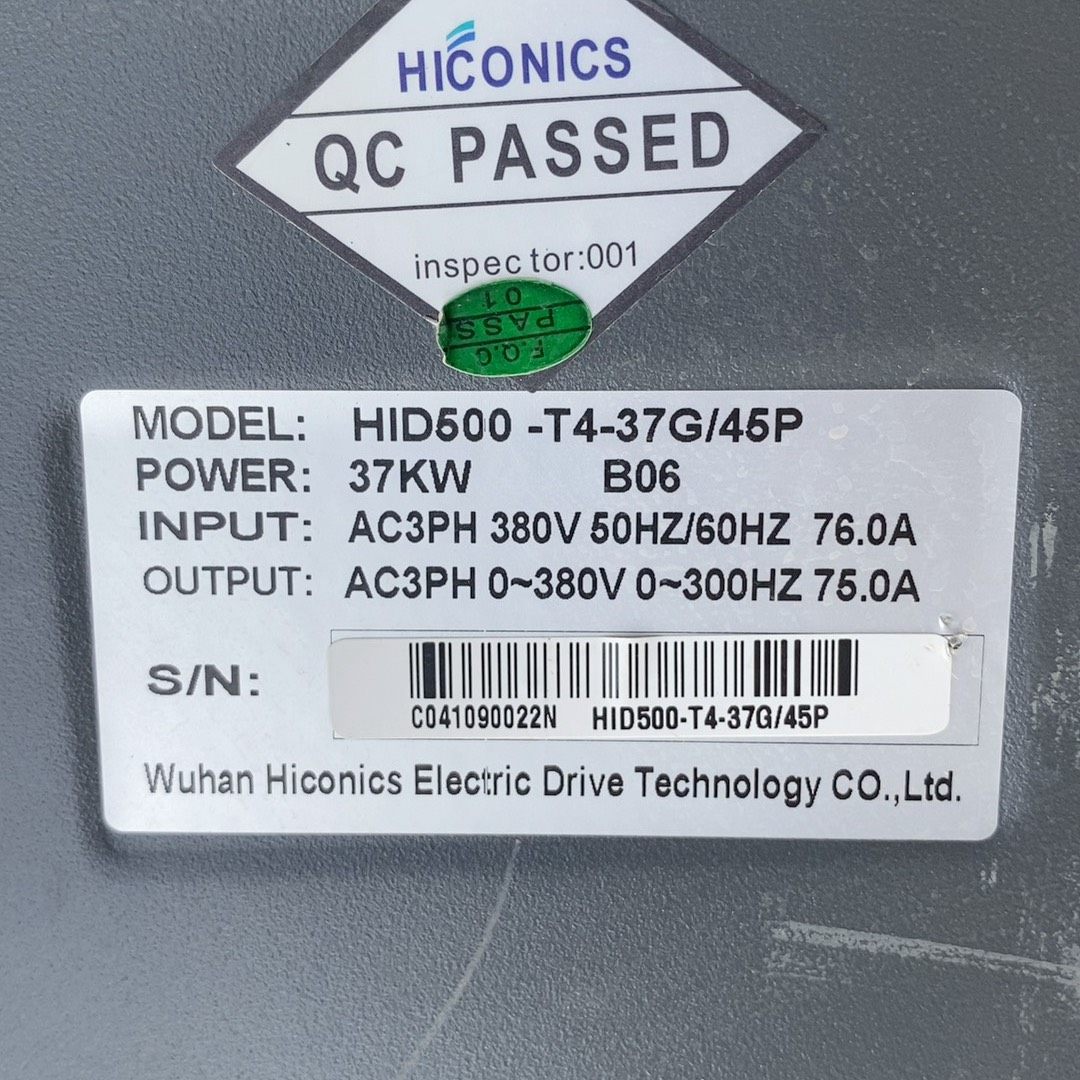 HICONICS
QC PASSED
inspector:001
F.Q.C
PASS
01
MODEL: HID500 -T4-37G/45P
POWER: 37KW B06
INPUT: AC3PH 380V 50HZ/60HZ 76.0A
OUTPUT: AC3PH 0~380V 0~300HZ 75.0A
S/N:
C041090022N HID500-T4-37G/45P
Wuhan Hiconics Electric Drive Technology CO.,Ltd.